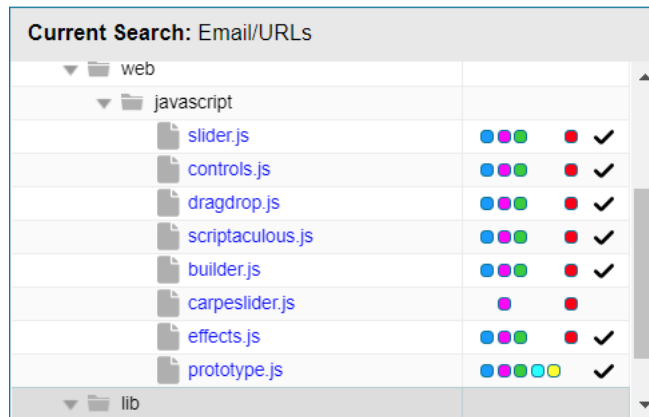 Current Search: Email/URLs
web
javascript
slider.js
controls.js
dragdrop.js
scriptaculous.js
builder.js
carpeslider.js
effects.js
prototype.js
lib